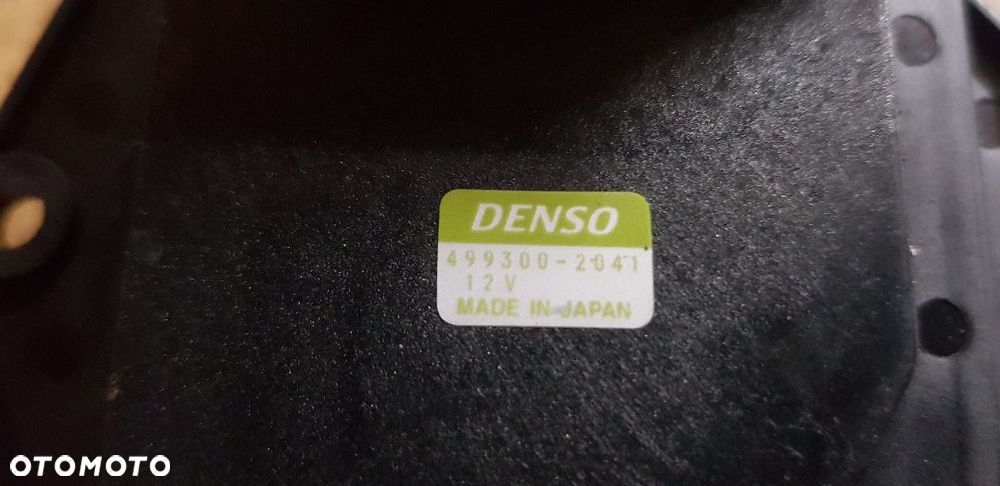 DENSO
499300-2041
12V
MADE IN JAPAN
OTOMOTO